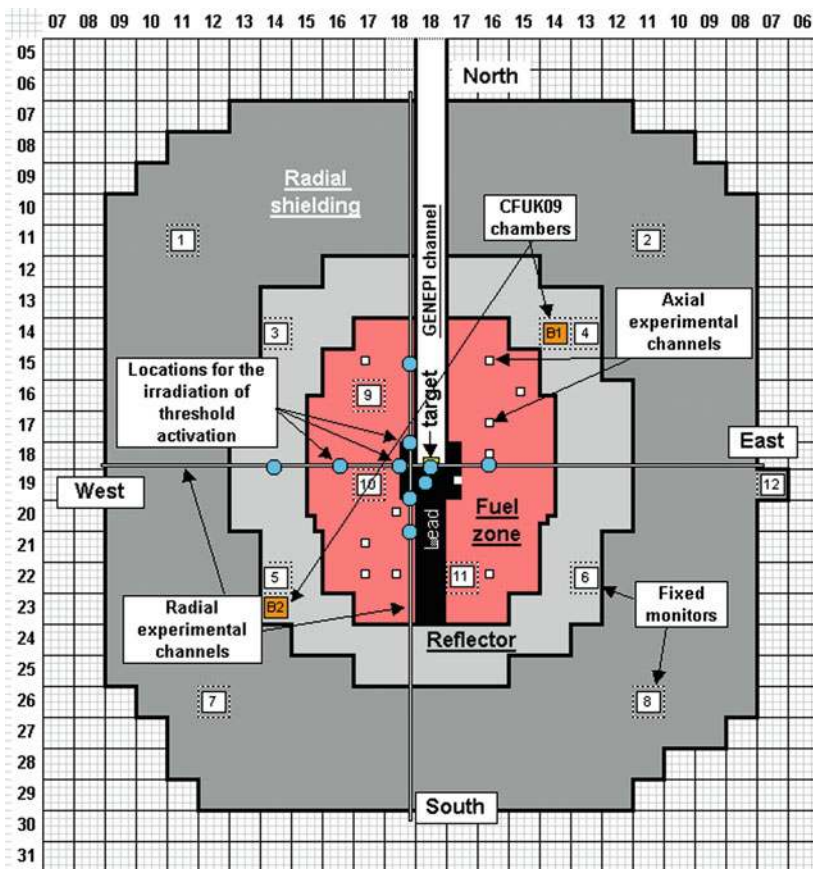 07 08 09 10 11 12 13 14 15 16 17 18 18 17 16 15 14 13 12 11 10 08 07 06
05
06
07
08
09
10
11
12
13
14
15
16
17
18
19
20
21
22
23
24
25
26
27
28
29
30
31
North
Radial
shielding
GENEPI channel
target
CFUK09
chambers
1
2
Axial
experimental
channels
3
B1
4
Locations for the
irradiation of
threshold
activation
9
East
West
10
12
Lead
Fuel
zone
5
11
6
B2
Fixed
monitors
Radial
experimental
channels
Reflector
7
8
South